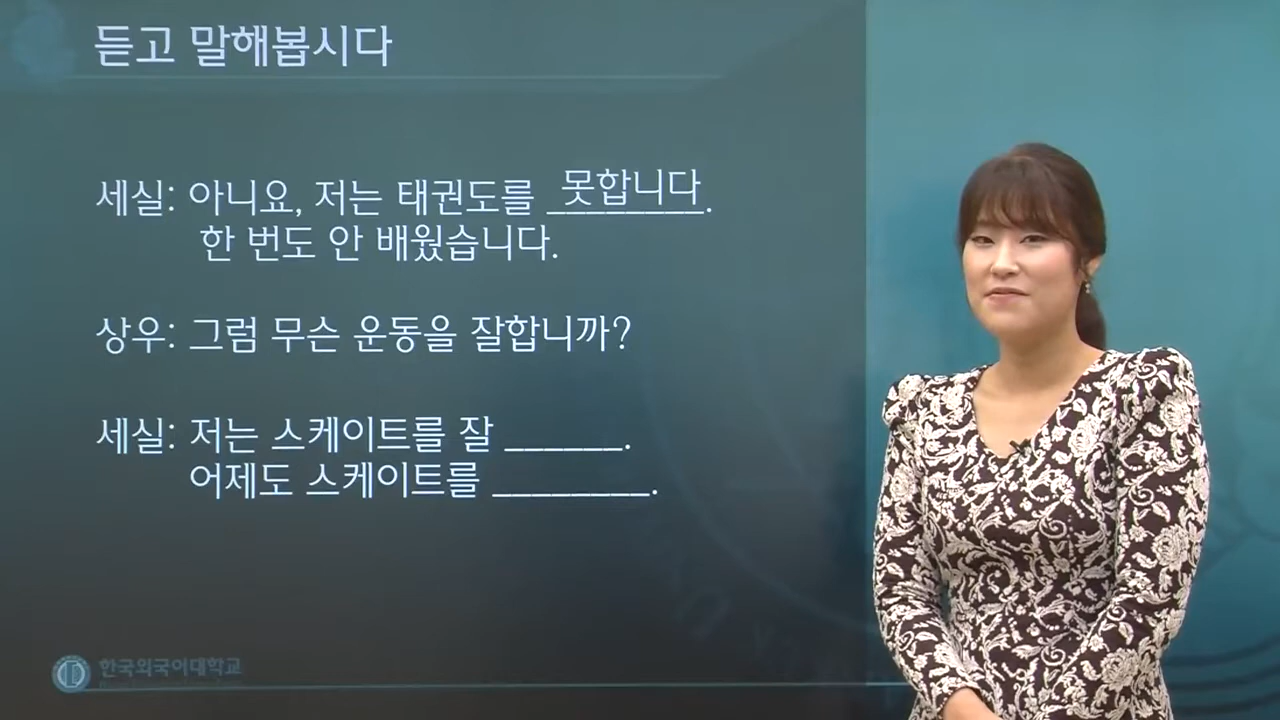 듣고 말해봅시다
세실: 아니요, 저는 태권도를 못합니다.
한 번도 안 배웠습니다.
상우: 그럼 무슨 운동을 잘합니까?
세실: 저는 스케이트를 잘 ______.
어제도 스케이트를 ________.
한국외국어대학교